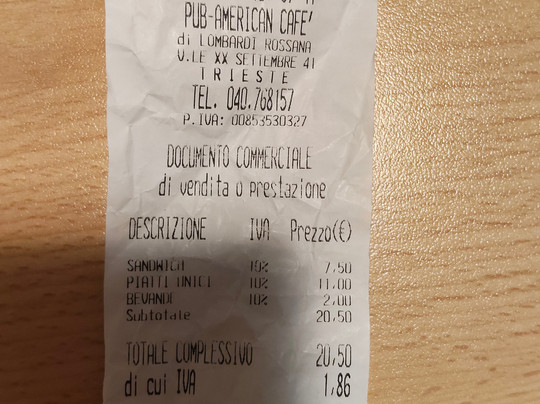 PUB-AMERICAN CAFE'
di LOMBARDI ROSSANA
V.LE XX SETTEMBRE 41
TRIESTE
TEL. 040.768157
P.IVA: 00853530327
DOCUMENTO COMMERCIALE
di vendita o prestazione
DESCRIZIONE IVA Prezzo(€)
SANDWICH 10% 7,50
PIATTI UNICI 10% 11,00
BEVANDE 10% 2,00
Subtotale 20,50
TOTALE COMPLESSIVO 20,50
di cui IVA 1,86